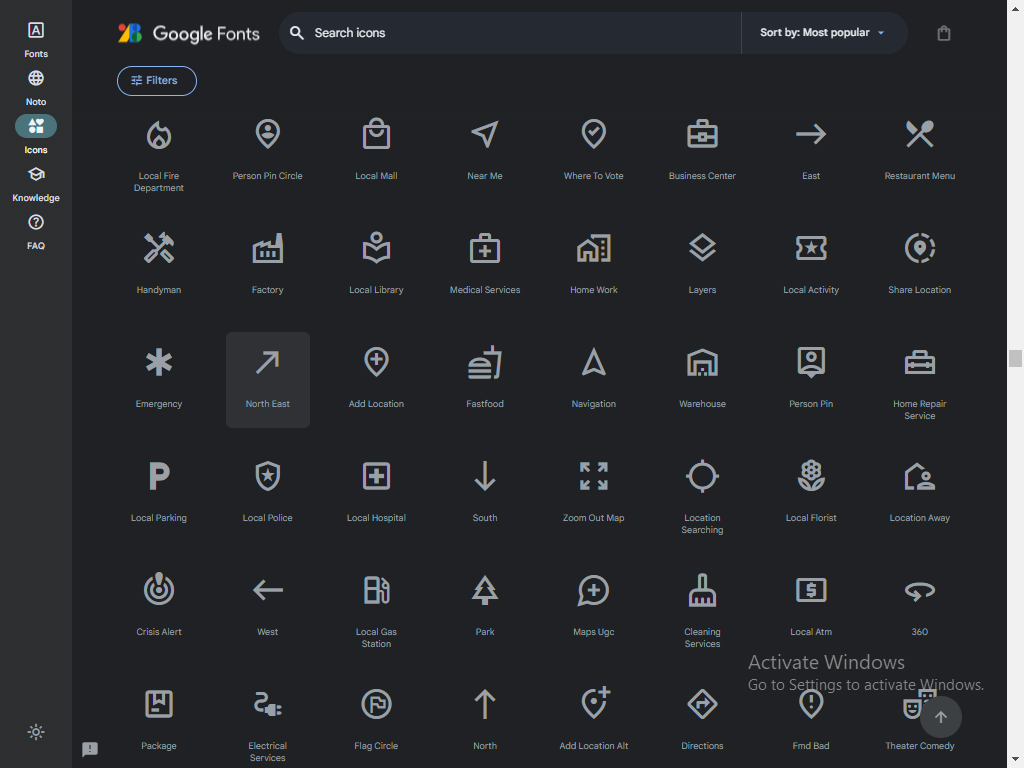 Google Fonts
Search icons
Sort by: Most popular
Fonts
Noto
Icons
Knowledge
FAQ
Filters
Local Fire
Department
Person Pin Circle
Local Mall
Near Me
Where To Vote
Business Center
East
Restaurant Menu
Handyman
Factory
Local Library
Medical Services
Home Work
Layers
Local Activity
Share Location
Emergency
North East
Add Location
Fastfood
Navigation
Warehouse
Person Pin
Home Repair
Service
P
Local Parking
Local Police
Local Hospital
South
Zoom Out Map
Location
Searching
Local Florist
Location Away
Crisis Alert
West
Local Gas
Station
Park
Maps Ugc
Cleaning
Services
$
Local Atm
360
Activate Windows
Go to Settings to activate Windows.
Package
Electrical
Services
Flag Circle
North
Add Location Alt
Directions
Fmd Bad
Theater Comedy